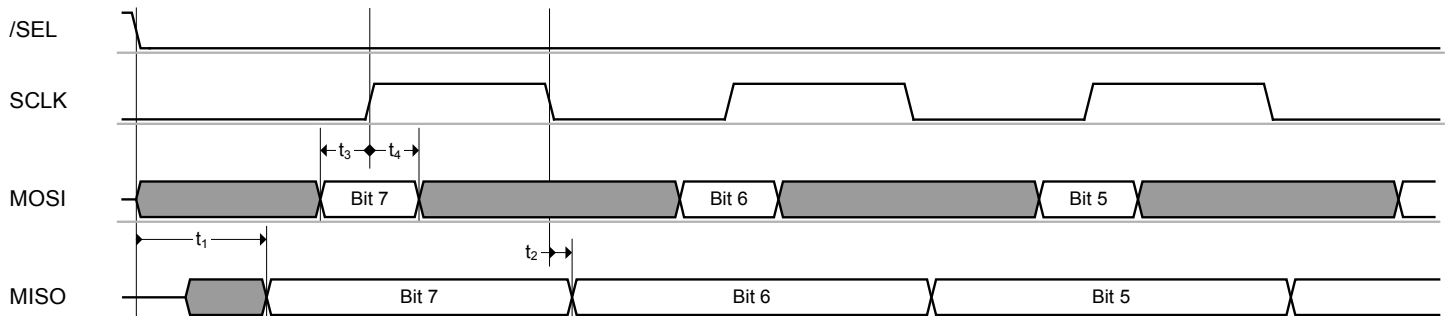 /SEL
SCLK
t₃ t₄
MOSI Bit 7 Bit 6 Bit 5
t₁ t₂
MISO Bit 7 Bit 6 Bit 5